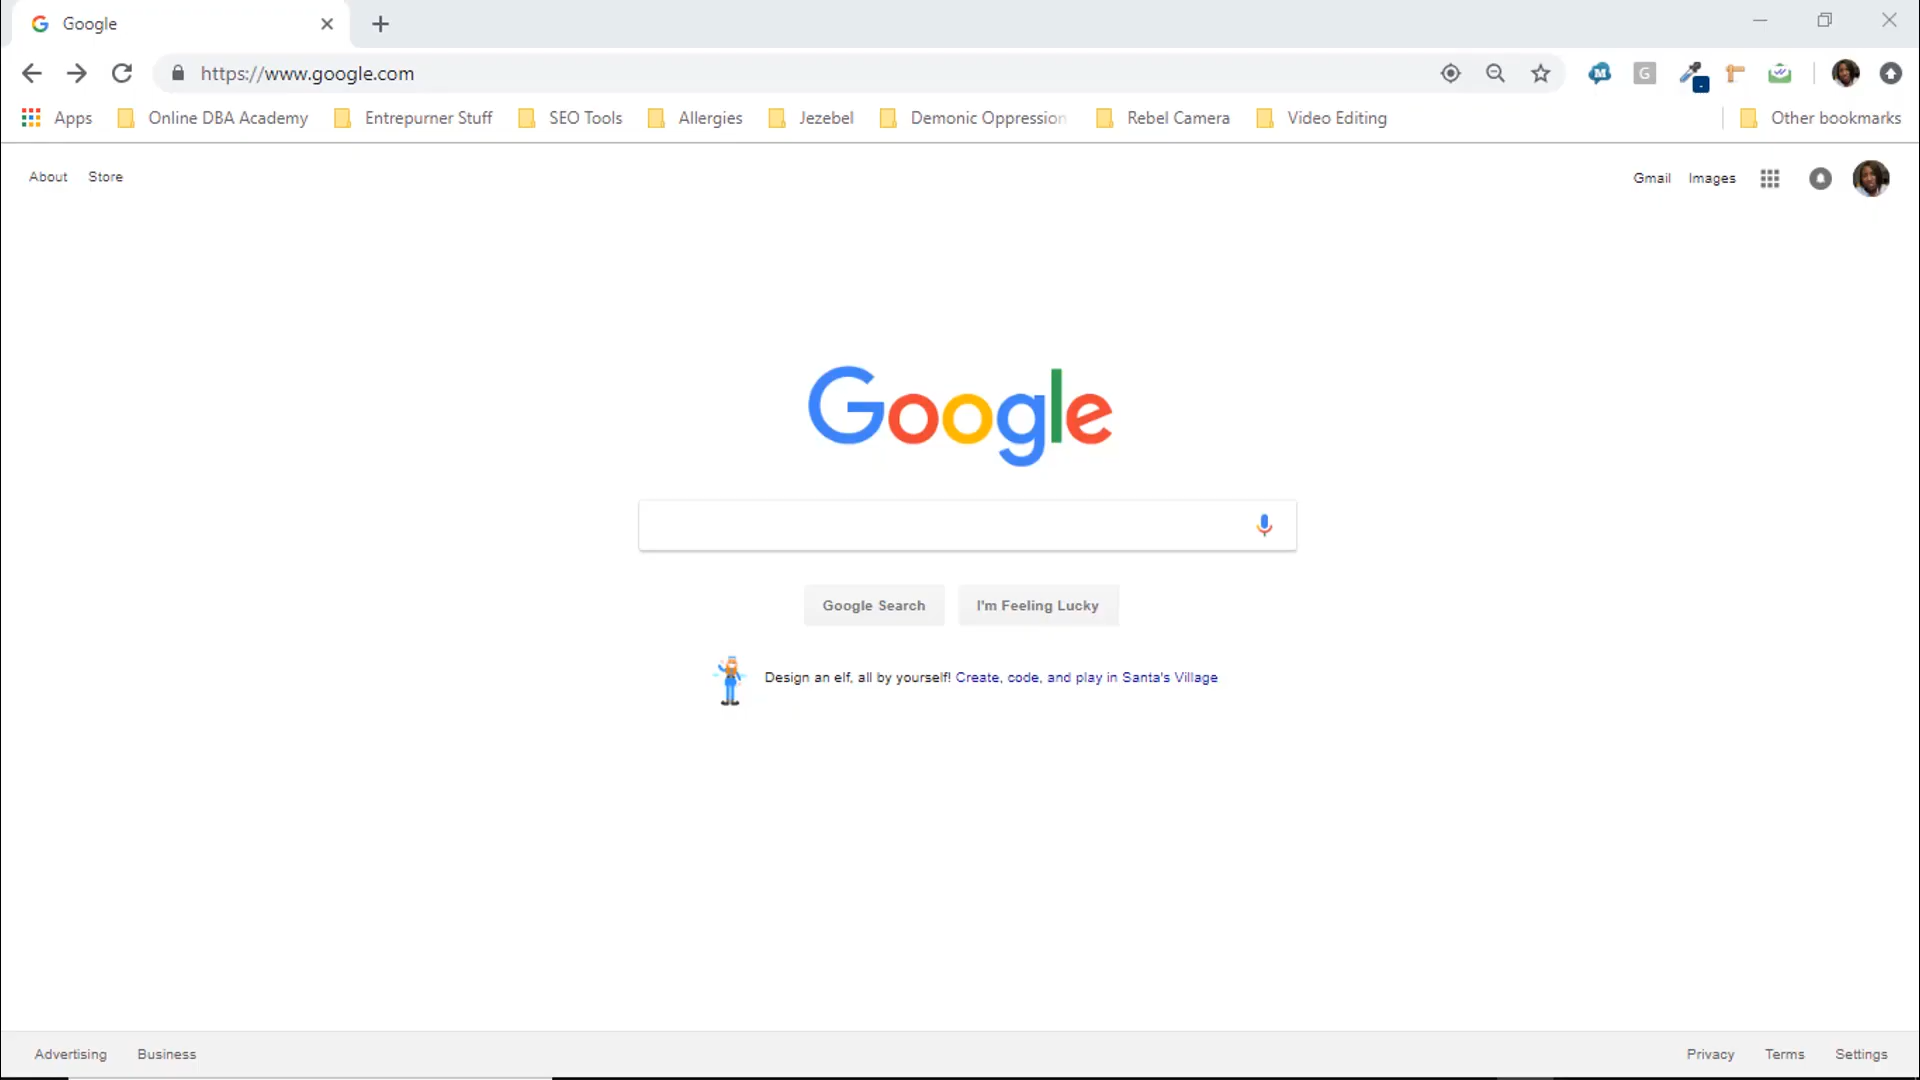 Google
https://www.google.com
Apps Online DBA Academy Entrepurner Stuff SEO Tools Allergies Jezebel Demonic Oppression Rebel Camera Video Editing Other bookmarks
About Store Gmail Images
Google
Google Search I'm Feeling Lucky
Design an elf, all by yourself! Create, code, and play in Santa's Village
Advertising Business Privacy Terms Settings